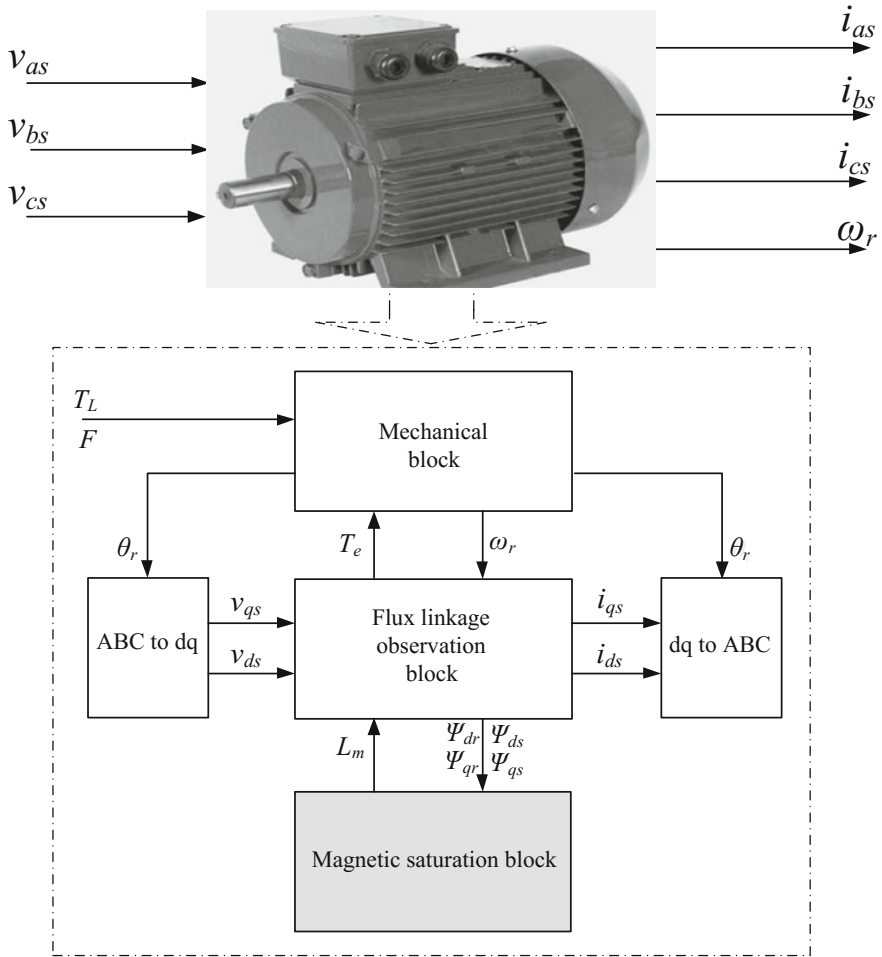 v_as
v_bs
v_cs
i_as
i_bs
i_cs
ω_r
T_L
F
Mechanical
block
θ_r
T_e
ω_r
θ_r
ABC to dq
v_qs
v_ds
Flux linkage
observation
block
i_qs
i_ds
dq to ABC
L_m
Ψ_dr Ψ_ds
Ψ_qr Ψ_qs
Magnetic saturation block